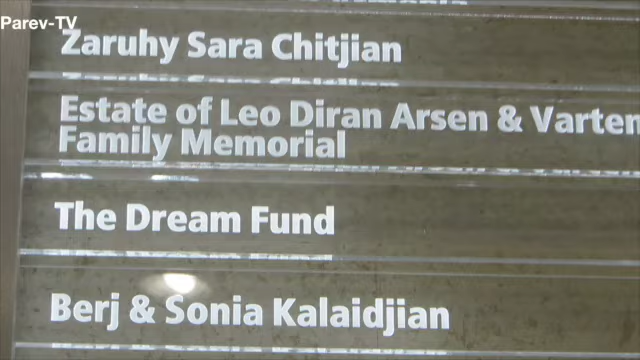 Parev-TV
Zaruhy Sara Chitjian
Estate of Leo Diran Arsen & Varten
Family Memorial
The Dream Fund
Berj & Sonia Kalaidjian